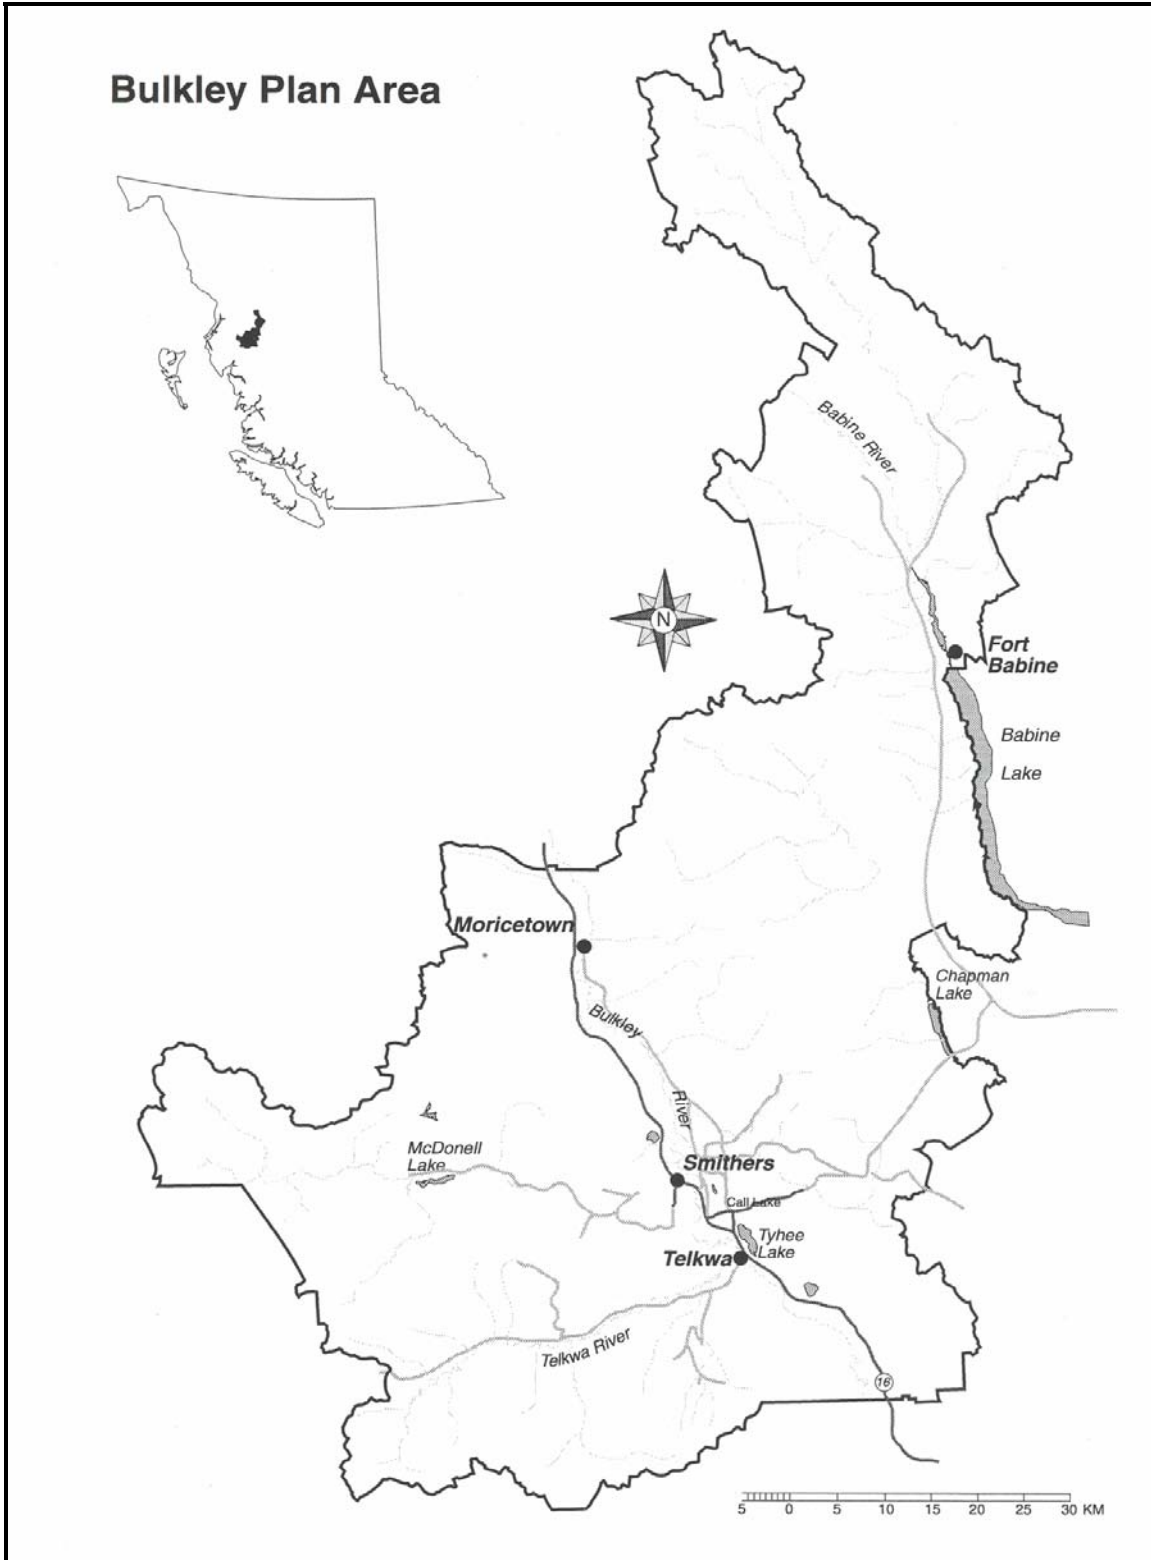 Bulkley Plan Area
Babine River
N
Fort
Babine
Babine
Lake
Moricetown
Chapman
Lake
Bulkley
River
McDonell
Lake
Smithers
Call Lake
Tyhee
Lake
Telkwa
Telkwa River
16
5 0 5 10 15 20 25 30 KM